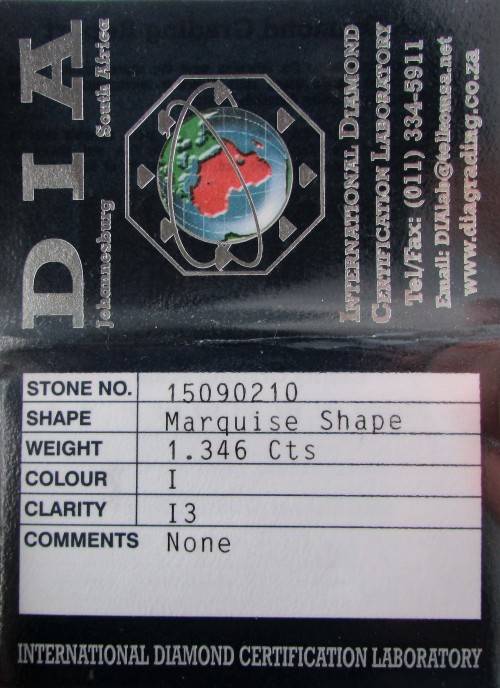 DIA
Johannesburg South Africa
INTERNATIONAL DIAMOND
CERTIFICATION LABORATORY
Tel/Fax: (011) 334-5911
Email: DIAlab@telkomsa.net
www.diagrading.co.za
STONE NO. 15090210
SHAPE Marquise Shape
WEIGHT 1.346 Cts
COLOUR I
CLARITY I3
COMMENTS None
INTERNATIONAL DIAMOND CERTIFICATION LABORATORY